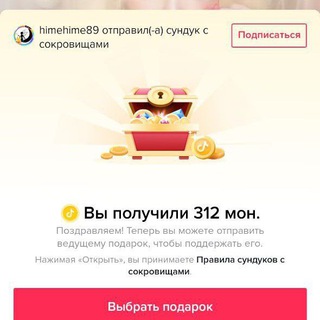 himehime89 отправил(-а) сундук с
сокровищами
Подписаться
Вы получили 312 мон.
Поздравляем! Теперь вы можете отправить
ведущему подарок, чтобы поддержать его.
Нажимая «Открыть», вы принимаете Правила сундуков с
сокровищами.
Выбрать подарок